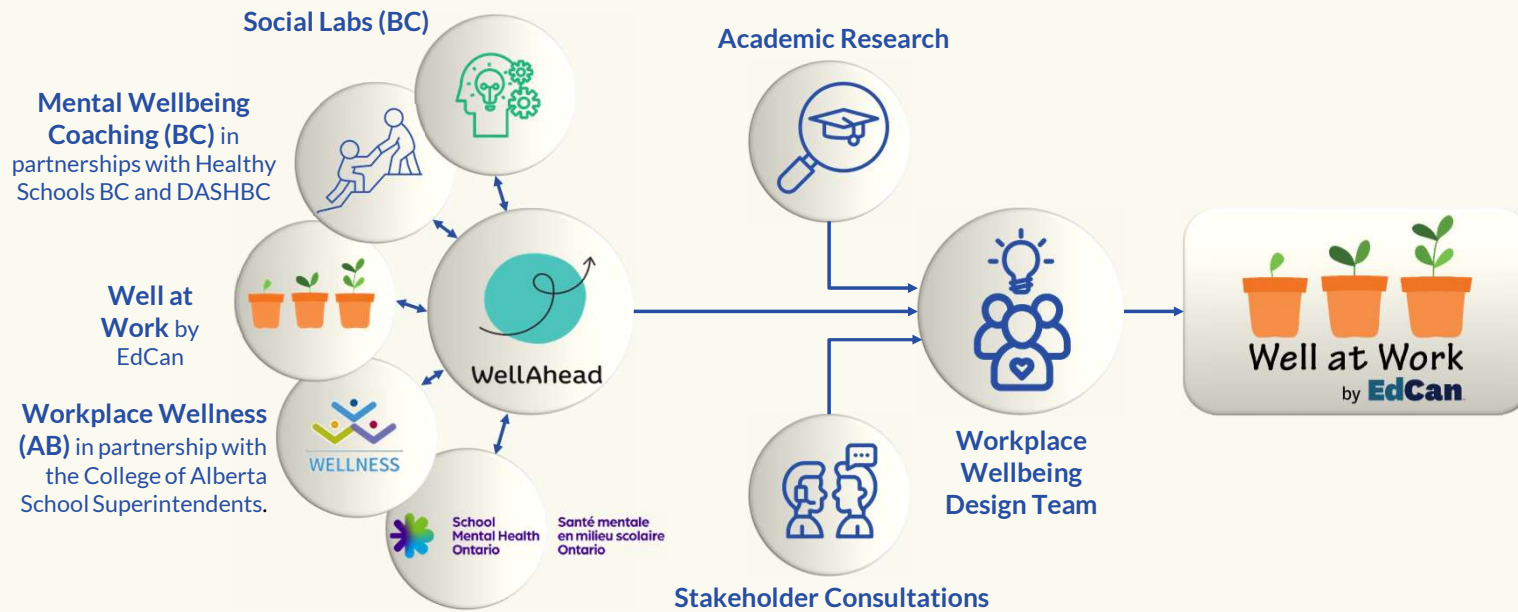 Social Labs (BC)
Mental Wellbeing
Coaching (BC) in
partnerships with Healthy
Schools BC and DASHBC
Well at
Work by
EdCan
Workplace Wellness
(AB) in partnership with
the College of Alberta
School Superintendents.
WELLNESS
School
Mental Health
Ontario
Santé mentale
en milieu scolaire
Ontario
WellAhead
Academic Research
Stakeholder Consultations
Workplace
Wellbeing
Design Team
Well at Work
by EdCan